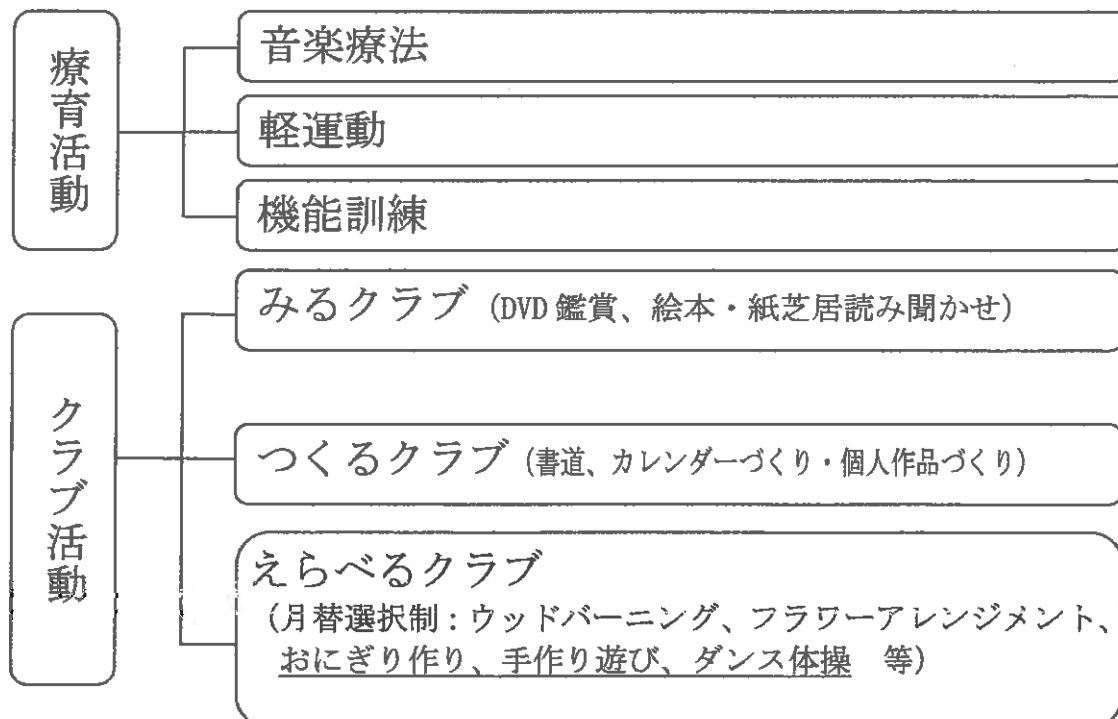 療育活動
音楽療法
軽運動
機能訓練
クラブ活動
みるクラブ (DVD 鑑賞、絵本・紙芝居読み聞かせ)
つくるクラブ (書道、カレンダーづくり・個人作品づくり)
えらべるクラブ
(月替選択制:ウッドバーニング、フラワーアレンジメント、
おにぎり作り、手作り遊び、ダンス体操 等)